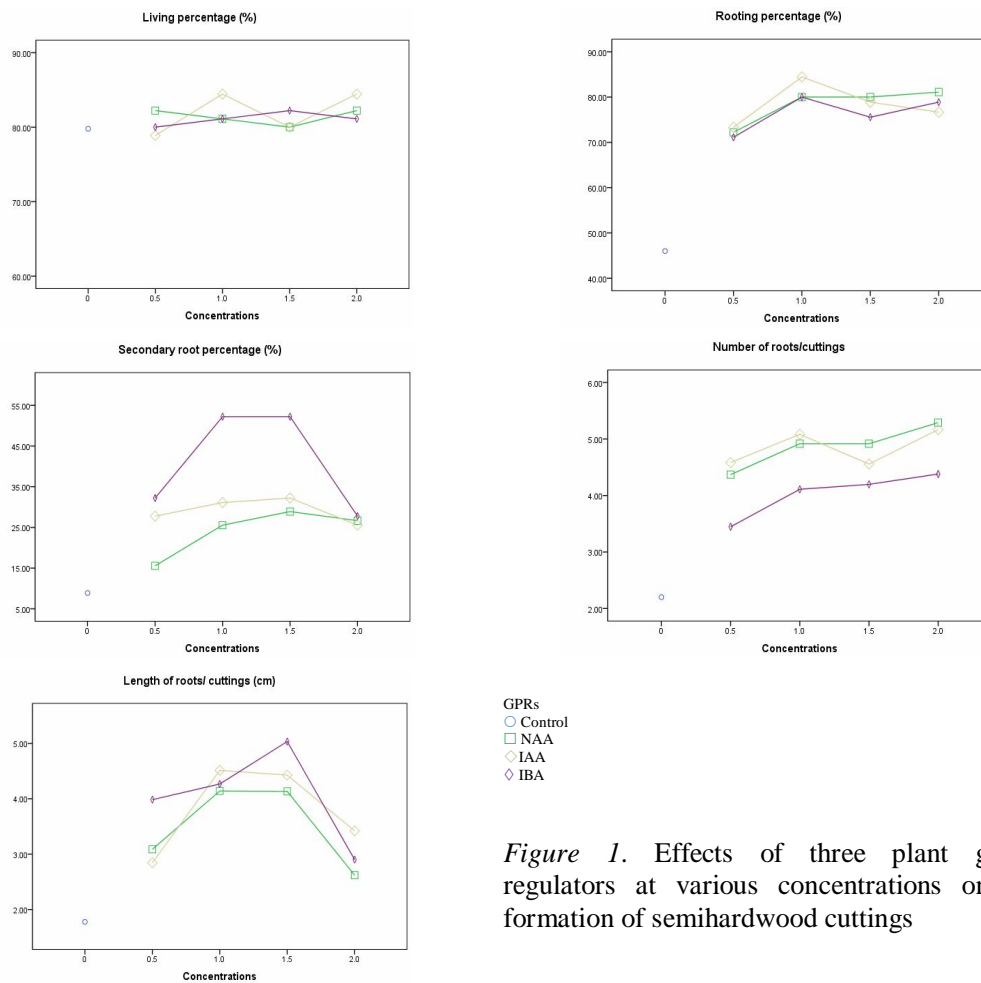 Living percentage (%)
90.00
80.00
70.00
60.00
0 0.5 1.0 1.5 2.0
Concentrations
Rooting percentage (%)
90.00
80.00
70.00
60.00
50.00
40.00
0 0.5 1.0 1.5 2.0
Concentrations
Secondary root percentage (%)
55.00
45.00
35.00
25.00
15.00
5.00
0 0.5 1.0 1.5 2.0
Concentrations
Number of roots/cuttings
6.00
5.00
4.00
3.00
2.00
0 0.5 1.0 1.5 2.0
Concentrations
Length of roots/ cuttings (cm)
5.00
4.00
3.00
2.00
0 0.5 1.0 1.5 2.0
Concentrations
GPRs
Control
NAA
IAA
IBA
Figure 1. Effects of three plant
regulators at various concentrations
formation of semihardwood cuttings